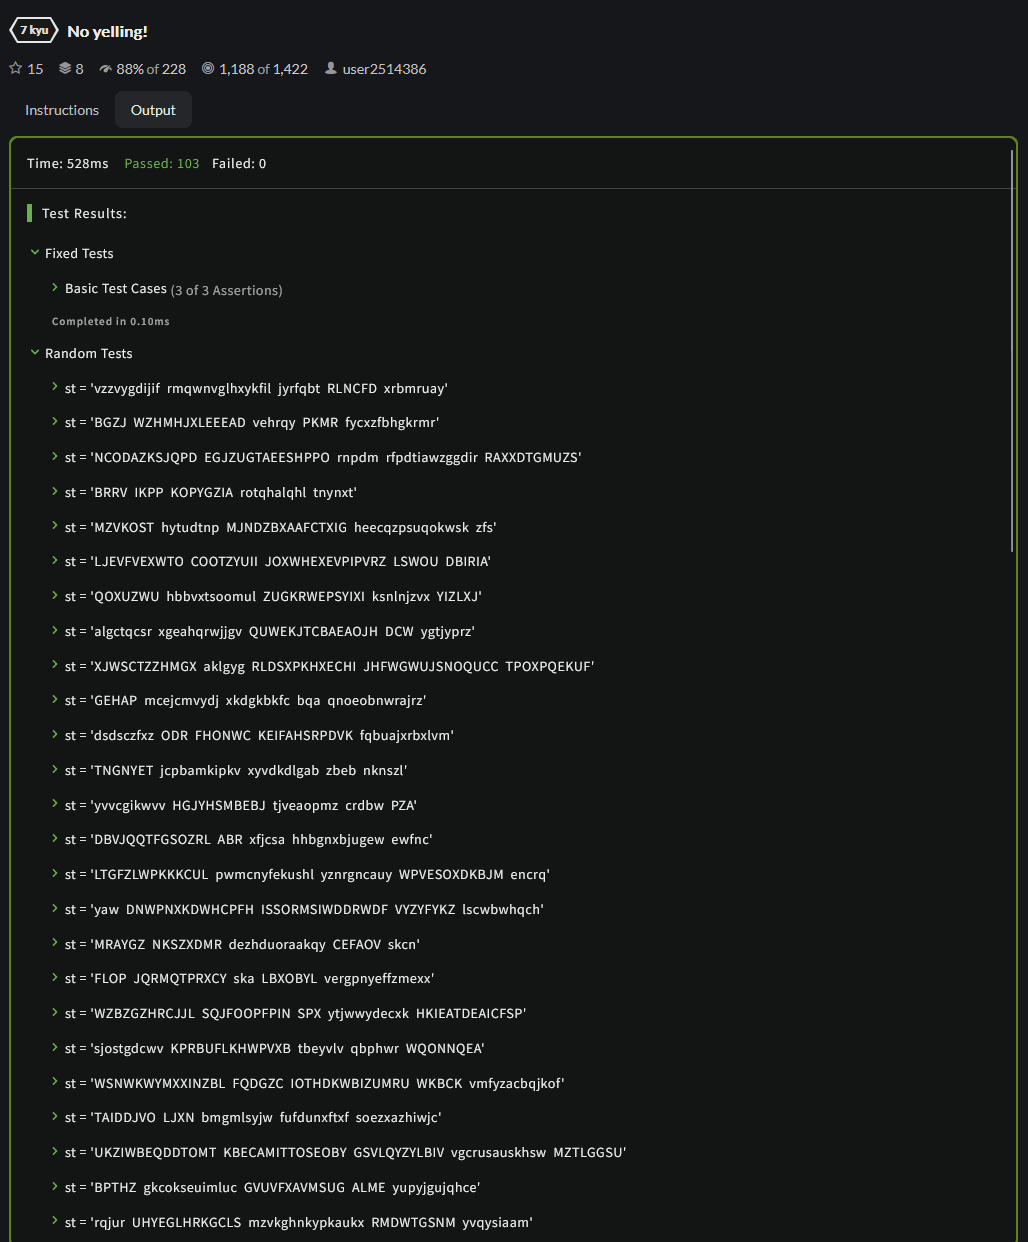 7 kyu No yelling!
15 8 88% of 228 1,188 of 1,422 user2514386
Instructions Output
Time: 528ms Passed: 103 Failed: 0
Test Results:
Fixed Tests
Basic Test Cases (3 of 3 Assertions)
Completed in 0.10ms
Random Tests
st = 'vzzvygdijif rmqwnvglhxykfil jyrfqbt RLNCFD xrbmruay'
st = 'BGZJ WZHMHJXLEEEAD vehrqy PKMR fycxzfbhgkrmr'
st = 'NCODAZKSJQPD EGJZUGTAEESHPPO rnpdm rfpdtiawzggdir RAXXDTGMUZS'
st = 'BRRV IKPP KOPYGZIA rotqhalqhl tnynxt'
st = 'MZVKOST hytudtnp MJNDZBXAAFCTXIG heecqzpsuqokwsk zfs'
st = 'LJEVFVEXWTO COOTZYUII JOXWHEXEVPIPVRZ LSWOU DBIRIA'
st = 'QOXUZWU hbbvxtsoomul ZUGKRWEPSYIXI ksnlnjzvx YIZLXJ'
st = 'algctqcsr xgeahqrwjjgv QUWEKJTCBAEAOJH DCW ygtjyprz'
st = 'XJWSCTZZHMGX aklgyg RLDSXPKHXECHI JHFWGWUJSNOQUCC TPOXPQEKUF'
st = 'GEHAP mcejcmvydj xkdgkbkfc bqa qnoeobnwrajrz'
st = 'dsdsczfxz ODR FHONWC KEIFAHSRPDVK fqbuajxrbxlvm'
st = 'TNGNYET jcpbamkipkv xyvdkdlgab zbeb nknszl'
st = 'yvvcgikwvv HGJYHSMBEBJ tjveaopmz crdbw PZA'
st = 'DBVJQQTFGSOZRL ABR xfjcsa hhbgnxbjugew ewfnc'
st = 'LTGFZLWPKKKCUL pwmcnyfekushl yznrgncauy WPVESOXDKBJM encrq'
st = 'yaw DNWPNXKDWHCPFH ISSORMSIWDDRWDF VYZYFYKZ lscwbwhqch'
st = 'MRAYGZ NKSZXDMR dezhduoraakqy CEFAOV skcn'
st = 'FLOP JQRMQTPRXCY ska LBXOBYL vergpnyeffzmexx'
st = 'WZBZGZHRCJJL SQJFOOPFPIN SPX ytjwwydecxk HKIEATDEAICFSP'
st = 'sjostgdcwv KPRBUFLKHWPVXB tbeyvlv qbphwr WQONNQEA'
st = 'WSNWKWYMXXINZBL FQDGZC IOTHDKWBIZUMRU WKBCK vmfyzacbqjkof'
st = 'TAIDDJVO LJXN bmgmlsyjw fufdunxftxf soezxazhiwjc'
st = 'UKZIWBEQDDTOMT KBECAMITTOSEOBY GSVLQYZYLBIV vgcrusauskhsw MZTLGGSU'
st = 'BPTHZ gkcokseuimluc GVUVFXAVMSUG ALME yupyjgujqhce'
st = 'rqjur UHYEGLHRKGCLS mzvkghnkypkaukx RMDWTGSNM yvqysiaam'